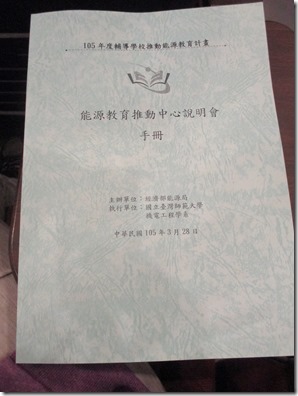 105年度輔導學校推動能源教育計畫
能源教育推動中心說明會
手冊
主辦單位：經濟部能源局
執行單位：國立臺灣師範大學
機電工程學系
中華民國105年3月28日